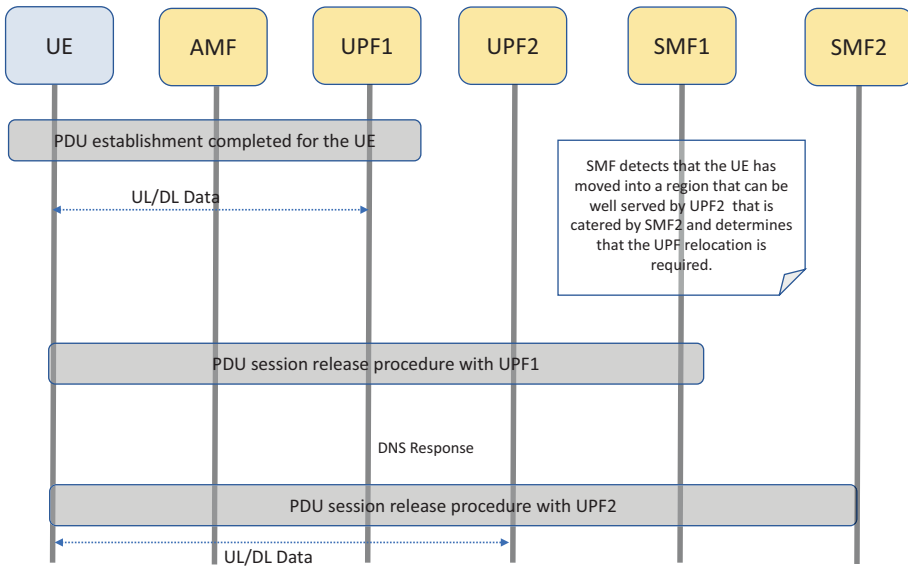 UE
AMF
UPF1
UPF2
SMF1
SMF2
PDU establishment completed for the UE
SMF detects that the UE has
moved into a region that can be
well served by UPF2 that is
catered by SMF2 and determines
that the UPF relocation is
required.
UL/DL Data
PDU session release procedure with UPF1
DNS Response
PDU session release procedure with UPF2
UL/DL Data